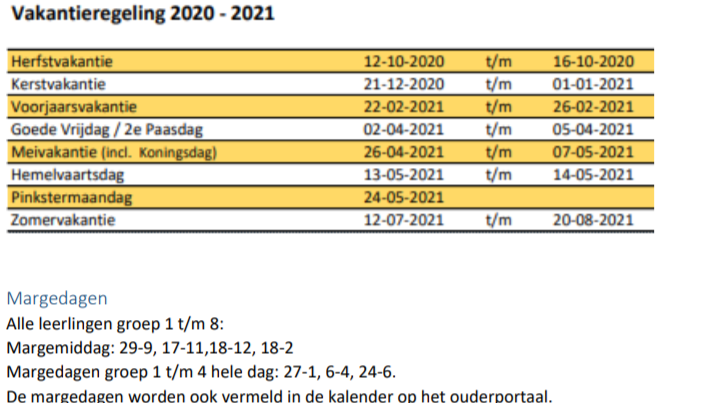 Vakantieregeling 2020 - 2021
Herfstvakantie 12-10-2020 t/m 16-10-2020
Kerstvakantie 21-12-2020 t/m 01-01-2021
Voorjaarsvakantie 22-02-2021 t/m 26-02-2021
Goede Vrijdag / 2e Paasdag 02-04-2021 t/m 05-04-2021
Meivakantie (incl. Koningsdag) 26-04-2021 t/m 07-05-2021
Hemelvaartsdag 13-05-2021 t/m 14-05-2021
Pinkstermaandag 24-05-2021
Zomervakantie 12-07-2021 t/m 20-08-2021
Margedagen
Alle leerlingen groep 1 t/m 8:
Margemiddag: 29-9, 17-11,18-12, 18-2
Margedagen groep 1 t/m 4 hele dag: 27-1, 6-4, 24-6.
De margedagen worden ook vermeld in de kalender op het ouderportaal.